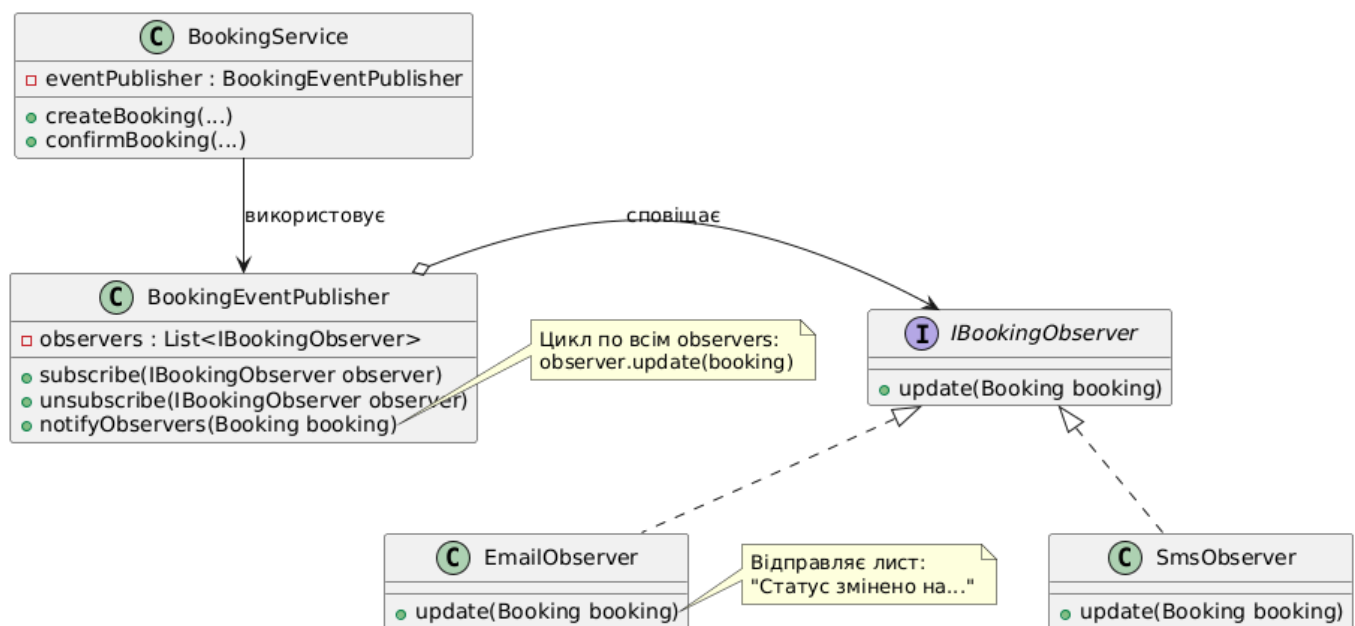 C BookingService
eventPublisher : BookingEventPublisher
createBooking(...)
confirmBooking(...)
використовує
сповіщає
C BookingEventPublisher
observers : List<IBookingObserver>
subscribe(IBookingObserver observer)
unsubscribe(IBookingObserver observer)
notifyObservers(Booking booking)
Цикл по всім observers:
observer.update(booking)
I IBookingObserver
update(Booking booking)
C EmailObserver
update(Booking booking)
Відправляє лист:
"Статус змінено на..."
C SmsObserver
update(Booking booking)